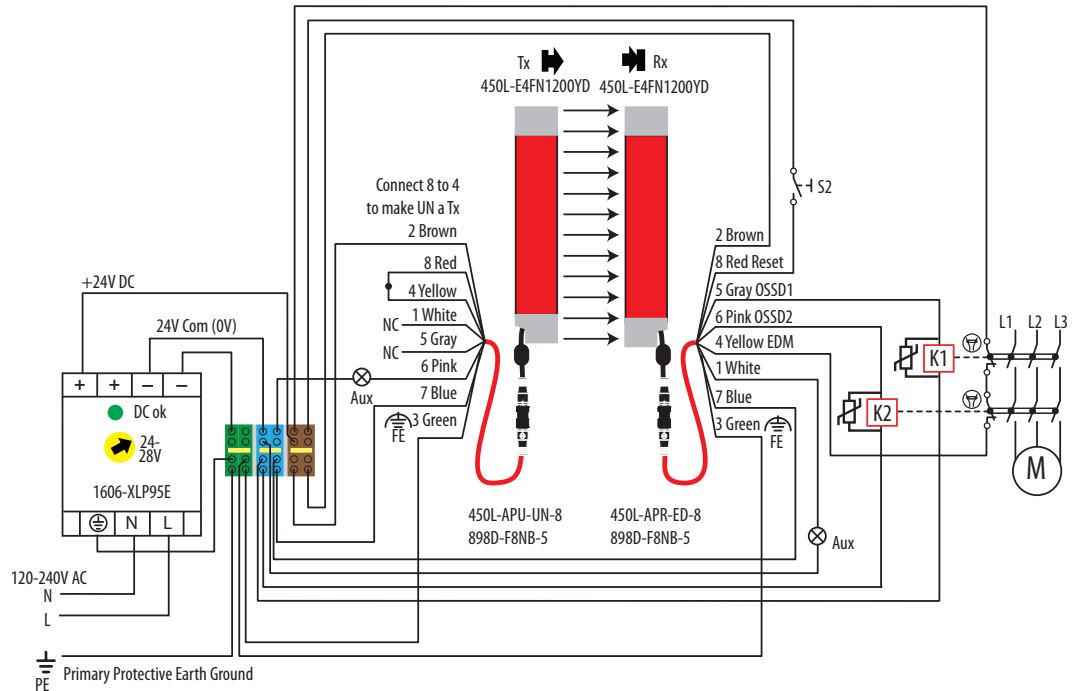 Tx
Rx
450L-E4FN1200YD
450L-E4FN1200YD
S2
Connect 8 to 4
to make UN a Tx
2 Brown
8 Red
4 Yellow
1 White
NC
5 Gray
NC
6 Pink
Aux
7 Blue
3 Green
FE
2 Brown
8 Red Reset
5 Gray OSSD1
6 Pink OSSD2
4 Yellow EDM
1 White
7 Blue
3 Green
FE
L1 L2 L3
K1
K2
M
+24V DC
24V Com (0V)
+ + – –
DC ok
24-
28V
1606-XLP95E
N L
450L-APU-UN-8
898D-F8NB-5
450L-APR-ED-8
898D-F8NB-5
Aux
120-240V AC
N
L
PE
Primary Protective Earth Ground